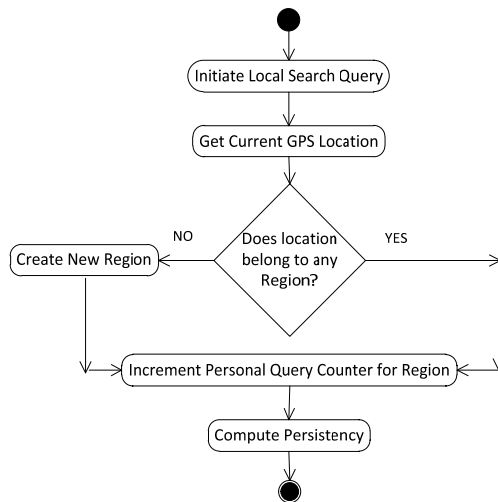 Initiate Local Search Query
Get Current GPS Location
Does location
belong to any
Region?
NO
YES
Create New Region
Increment Personal Query Counter for Region
Compute Persistency